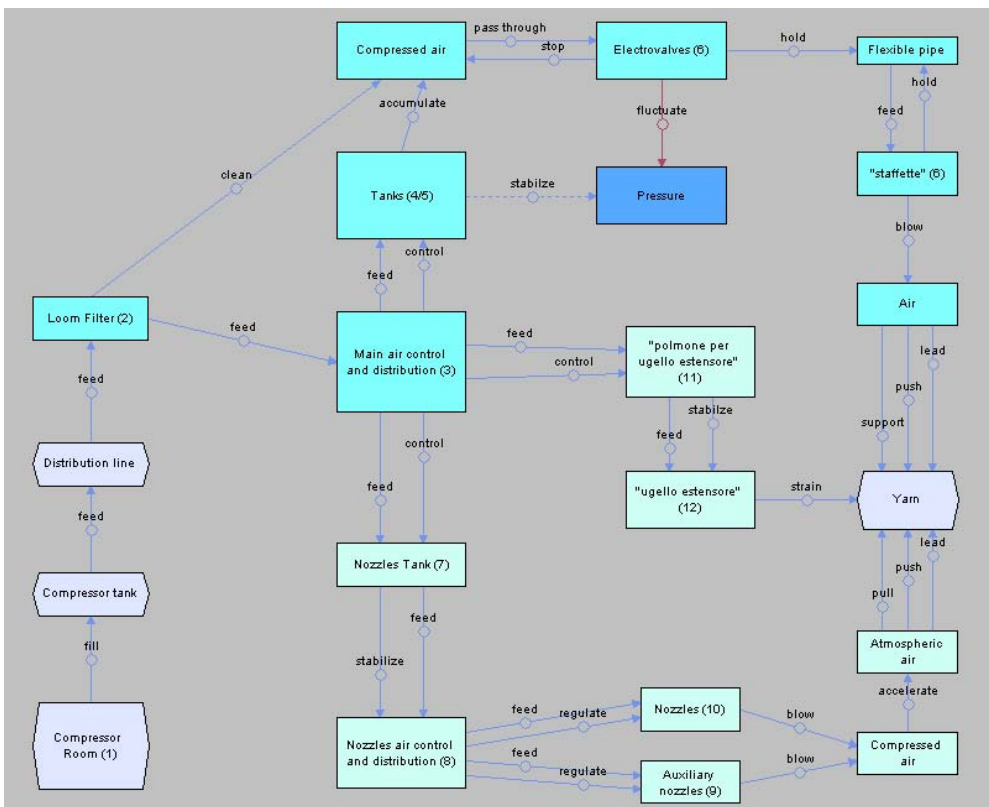 pass through
Compressed air
stop
Electrovalves (6)
hold
Flexible pipe
accumulate
fluctuate
feed
hold
clean
Tanks (4/5)
stabilze
Pressure
"staffette" (6)
blow
feed
control
Loom Filter (2)
feed
Main air control
and distribution (3)
feed
control
"polmone per
ugello estensore"
(11)
Air
lead
push
support
feed
feed
stabilze
Distribution line
feed
control
"ugello estensore"
(12)
strain
Yarn
feed
Nozzles Tank (7)
lead
push
pull
Compressor tank
feed
Atmospheric
air
fill
stabilize
accelerate
Compressor
Room (1)
Nozzles air control
and distribution (8)
feed
regulate
Nozzles (10)
blow
Compressed
air
feed
regulate
Auxiliary
nozzles (9)
blow